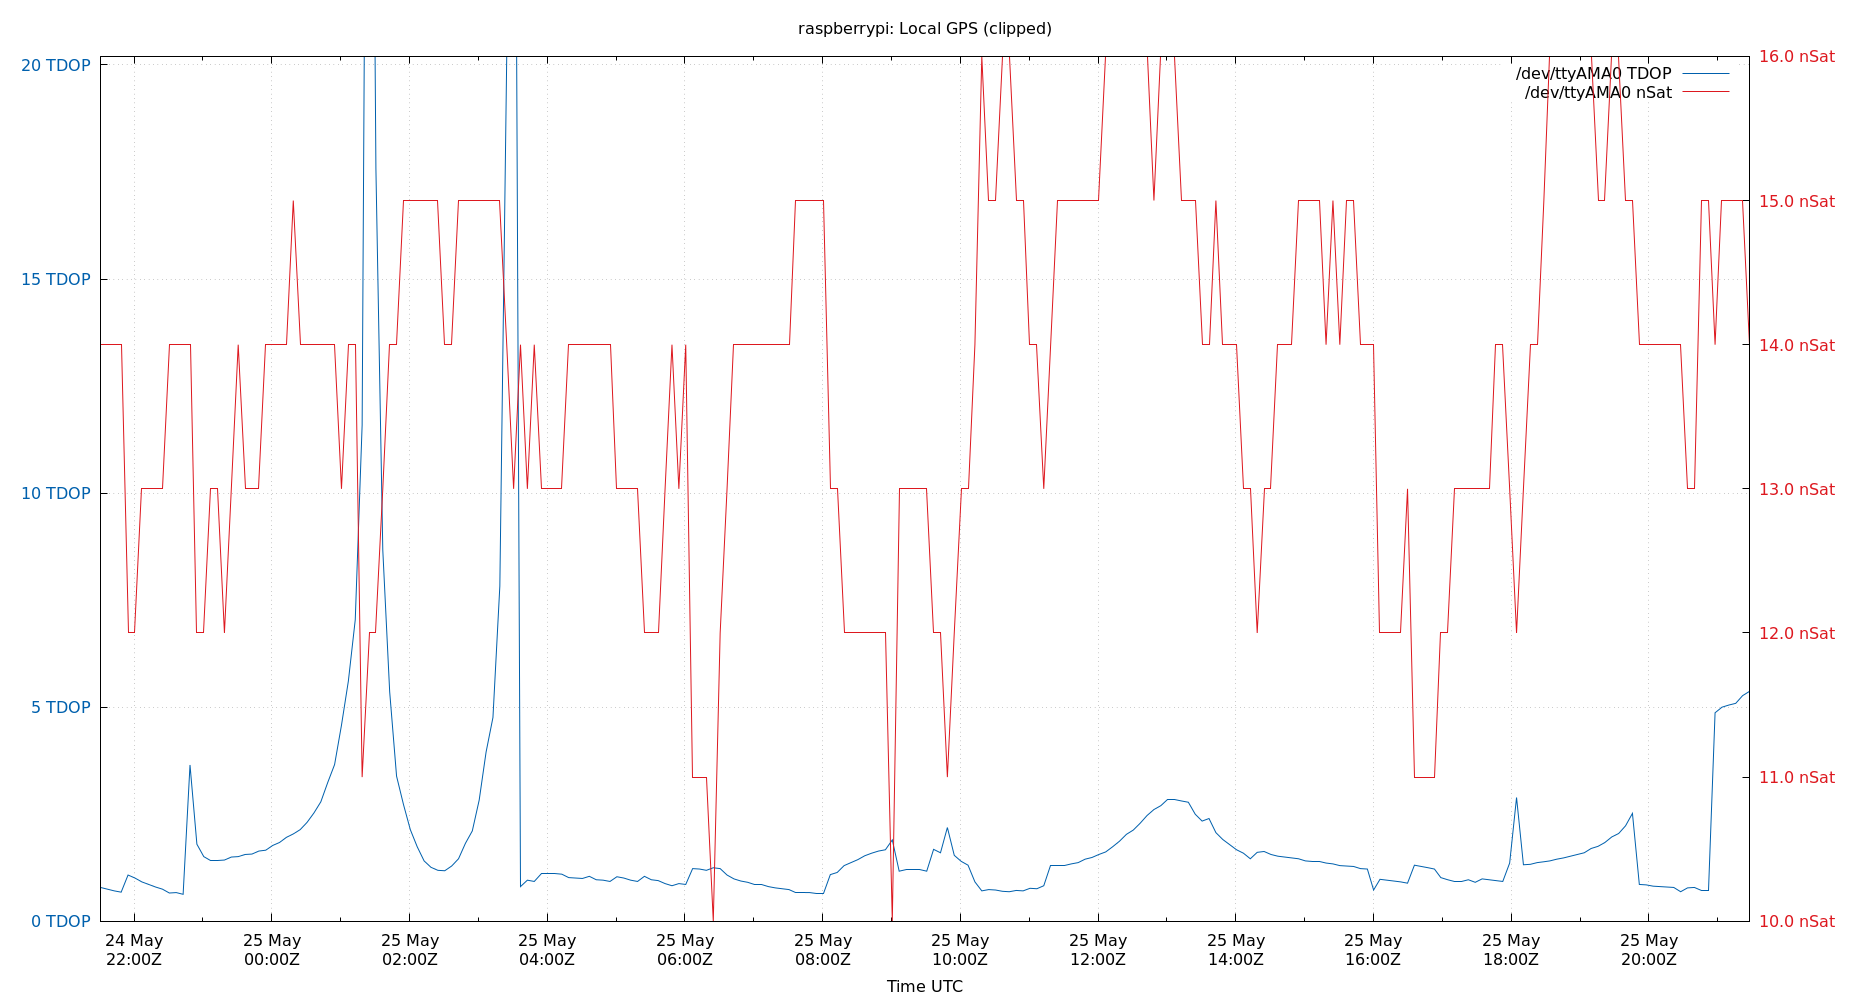 raspberrypi: Local GPS (clipped)
20 TDOP
15 TDOP
10 TDOP
5 TDOP
0 TDOP
16.0 nSat
15.0 nSat
14.0 nSat
13.0 nSat
12.0 nSat
11.0 nSat
10.0 nSat
/dev/ttyAMA0 TDOP
/dev/ttyAMA0 nSat
24 May
22:00Z
25 May
00:00Z
25 May
02:00Z
25 May
04:00Z
25 May
06:00Z
25 May
08:00Z
25 May
10:00Z
25 May
12:00Z
25 May
14:00Z
25 May
16:00Z
25 May
18:00Z
25 May
20:00Z
Time UTC